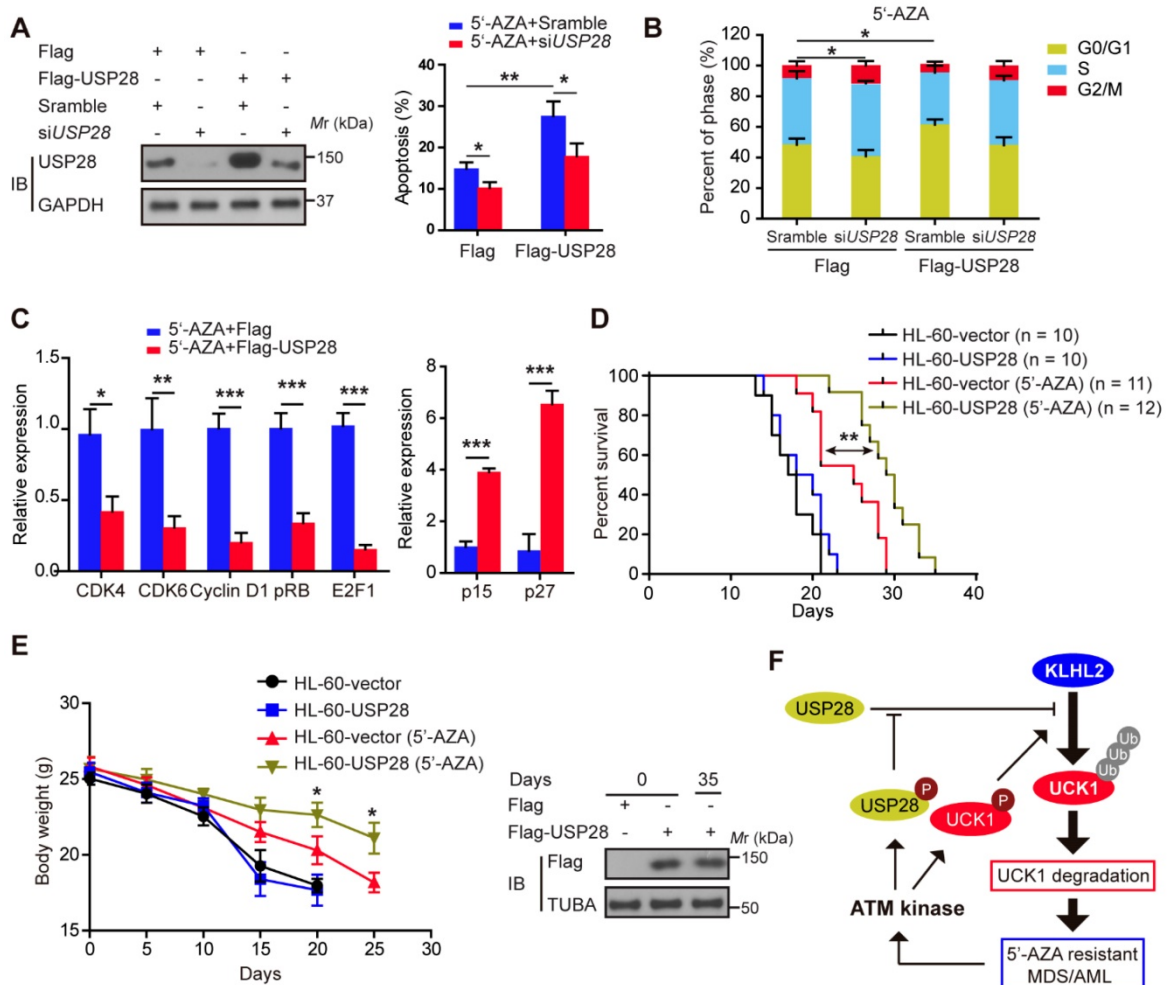 A
Flag + + - -
Flag-USP28 - - + +
Sramble + - + -
siUSP28 - + - +
Mr (kDa)
IB
USP28 150
GAPDH 37
5‘-AZA+Sramble
5‘-AZA+siUSP28
Apoptosis (%)
40
30
20
10
0
* ** *
Flag Flag-USP28
B
5‘-AZA
Percent of phase (%)
120
100
80
60
40
20
0
* *
G0/G1
S
G2/M
Sramble siUSP28 Sramble siUSP28
Flag Flag-USP28
C
5‘-AZA+Flag
5‘-AZA+Flag-USP28
Relative expression
1.5
1.0
0.5
0.0
* ** *** *** ***
CDK4 CDK6 Cyclin D1 pRB E2F1
Relative expression
8
6
4
2
0
*** ***
p15 p27
D
HL-60-vector (n = 10)
HL-60-USP28 (n = 10)
HL-60-vector (5’-AZA) (n = 11)
HL-60-USP28 (5’-AZA) (n = 12)
Percent survival
100
80
60
40
20
0
**
0 10 20 30 40
Days
E
HL-60-vector
HL-60-USP28
HL-60-vector (5’-AZA)
HL-60-USP28 (5’-AZA)
Body weight (g)
30
25
20
15
* *
0 5 10 15 20 25 30
Days
Days 0 35
Flag + - -
Flag-USP28 - + +
Mr (kDa)
IB
Flag 150
TUBA 50
F
KLHL2
USP28
Ub
Ub
Ub
UCK1
USP28 P
UCK1 P
UCK1 degradation
ATM kinase
5’-AZA resistant
MDS/AML